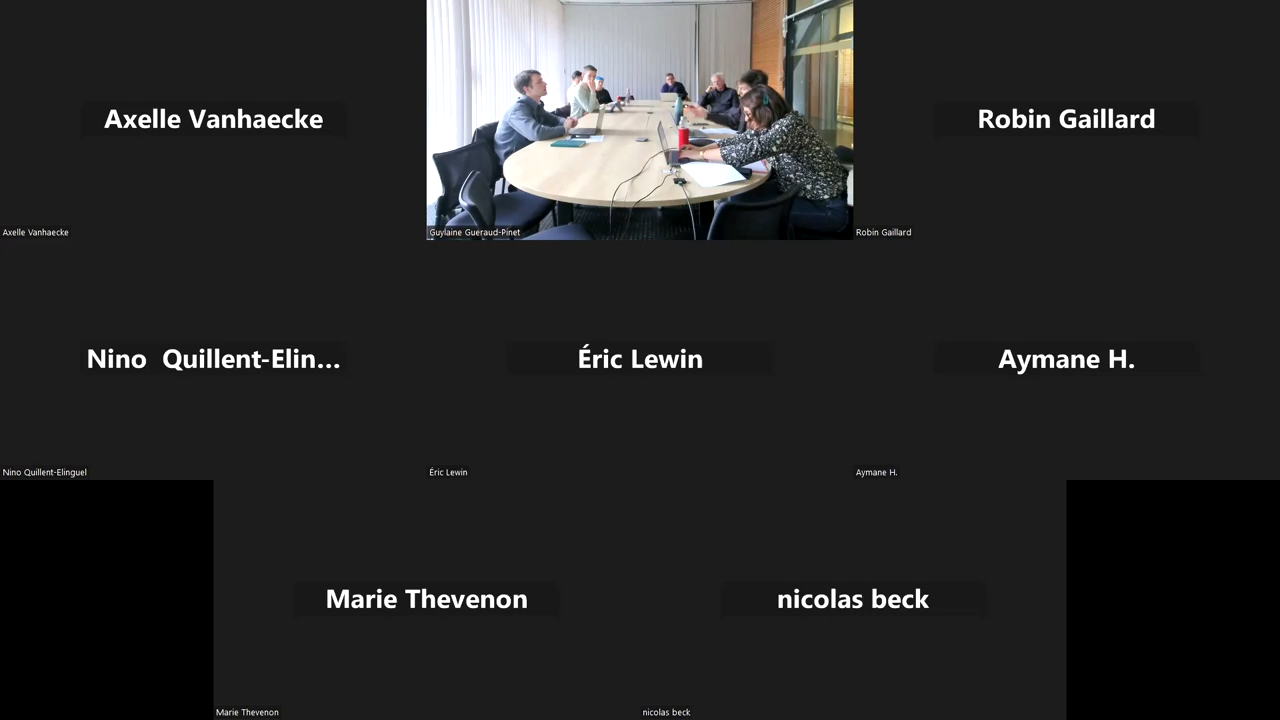 Axelle Vanhaecke
Robin Gaillard
Axelle Vanhaecke
Guylaine Gueraud-Pinet
Robin Gaillard
Nino  Quillent-Elin...
Éric Lewin
Aymane H.
Nino Quillent-Elinguel
Éric Lewin
Aymane H.
Marie Thevenon
nicolas beck
Marie Thevenon
nicolas beck